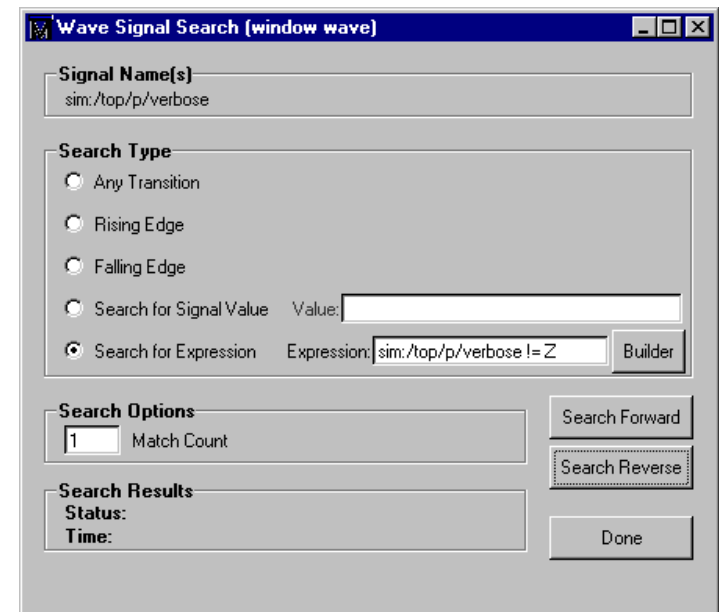 Wave Signal Search (window wave)
Signal Name(s)
sim:/top/p/verbose
Search Type
Any Transition
Rising Edge
Falling Edge
Search for Signal Value Value:
Search for Expression Expression: sim:/top/p/verbose != Z Builder
Search Options
1 Match Count
Search Forward
Search Reverse
Search Results
Status:
Time:
Done